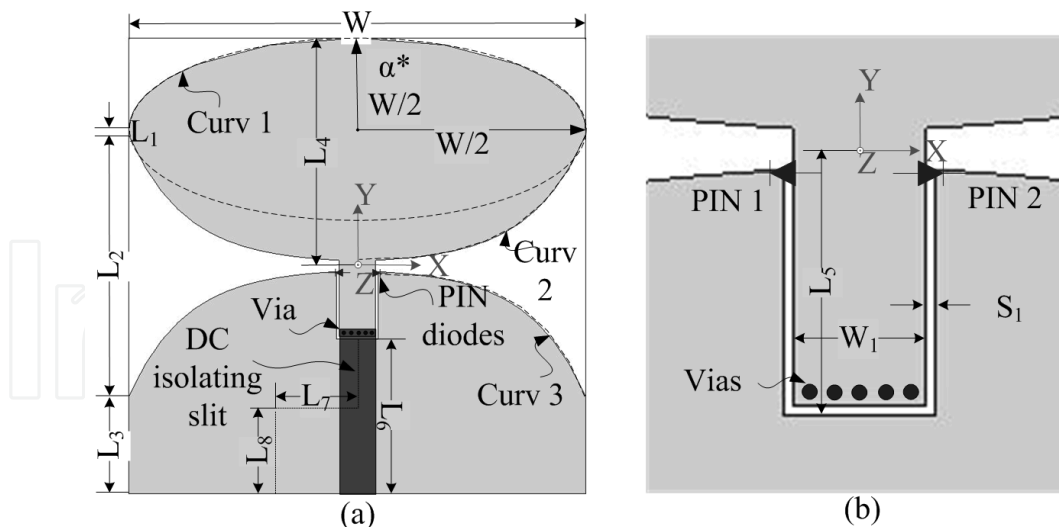 W
α*
W/2
W/2
Curv 1
L₁
L₄
L₂
Y
X
Z
Curv
2
Via
PIN
diodes
DC
isolating
slit
L₇
L₆
Curv 3
L₈
L₃
(a)
Y
X
Z
PIN 1
PIN 2
L₅
S₁
W₁
Vias
(b)